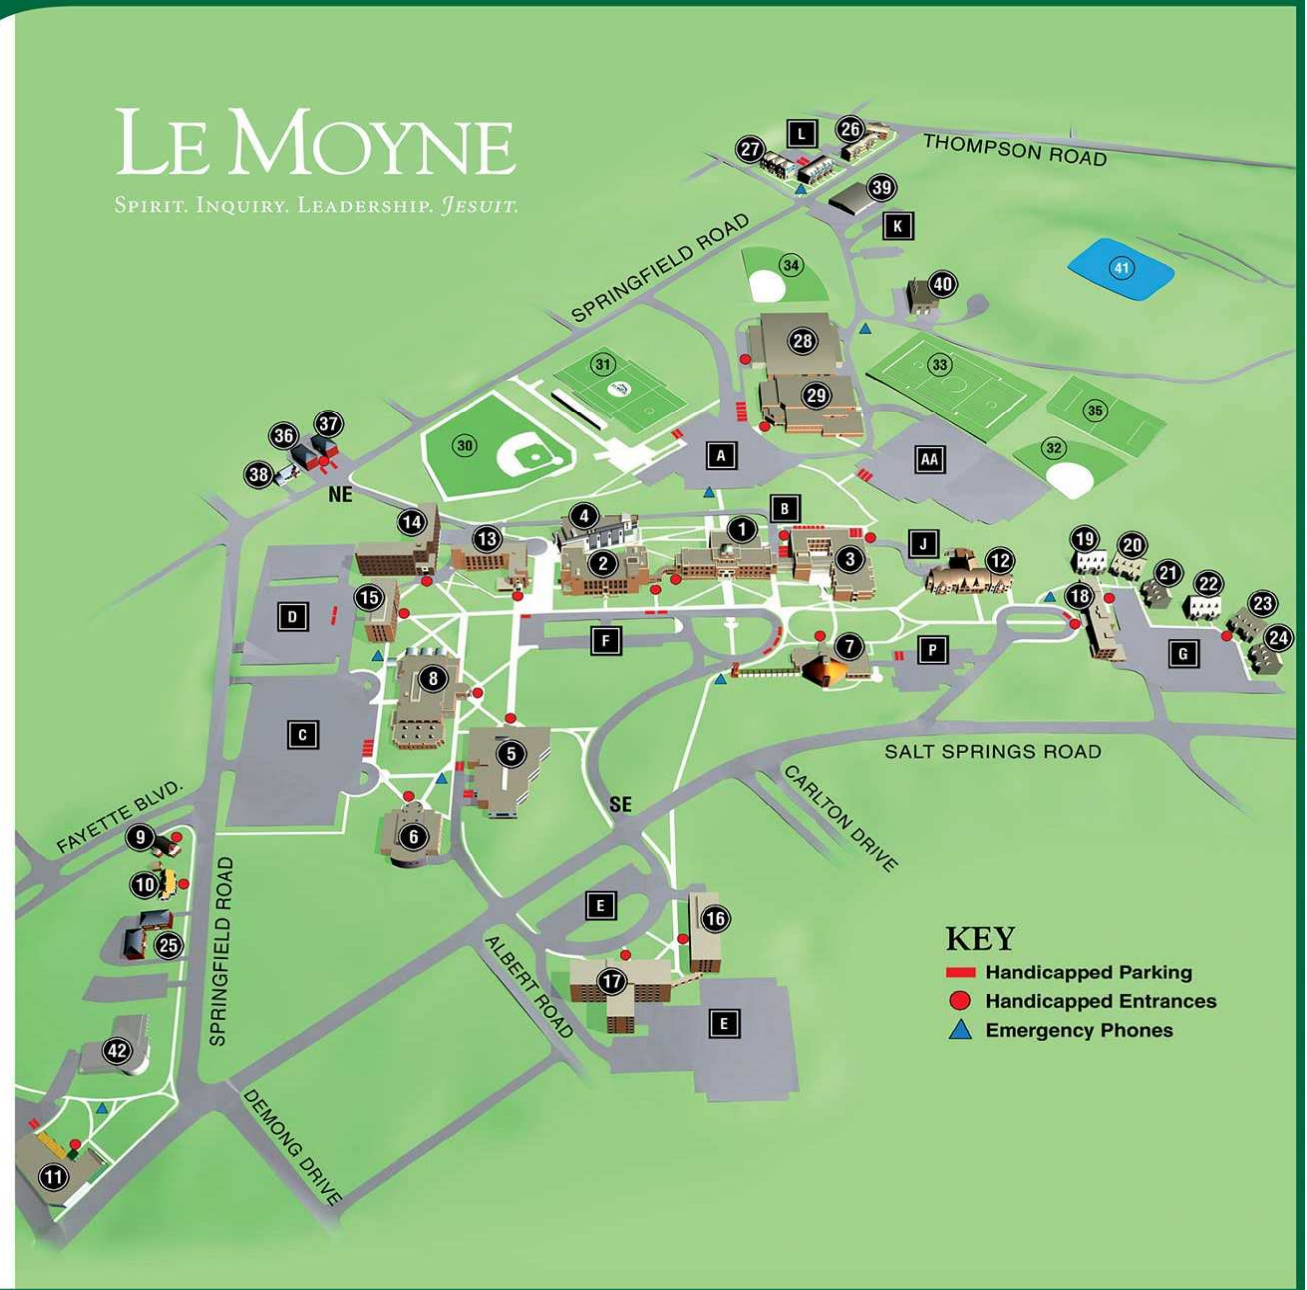 LE MOYNE
SPIRIT. INQUIRY. LEADERSHIP. JESUIT.
THOMPSON ROAD
SPRINGFIELD ROAD
L
26
27
39
K
34
41
40
28
33
31
29
35
30
37
36
38
NE
A
AA
32
14
4
1
B
13
2
3
J
12
19
20
21
22
23
24
15
D
F
18
7
P
G
8
C
5
SALT SPRINGS ROAD
CARLTON DRIVE
SE
FAYETTE BLVD.
9
6
10
25
SPRINGFIELD ROAD
E
16
ALBERT ROAD
17
E
42
DEMONG DRIVE
11
KEY
Handicapped Parking
Handicapped Entrances
Emergency Phones